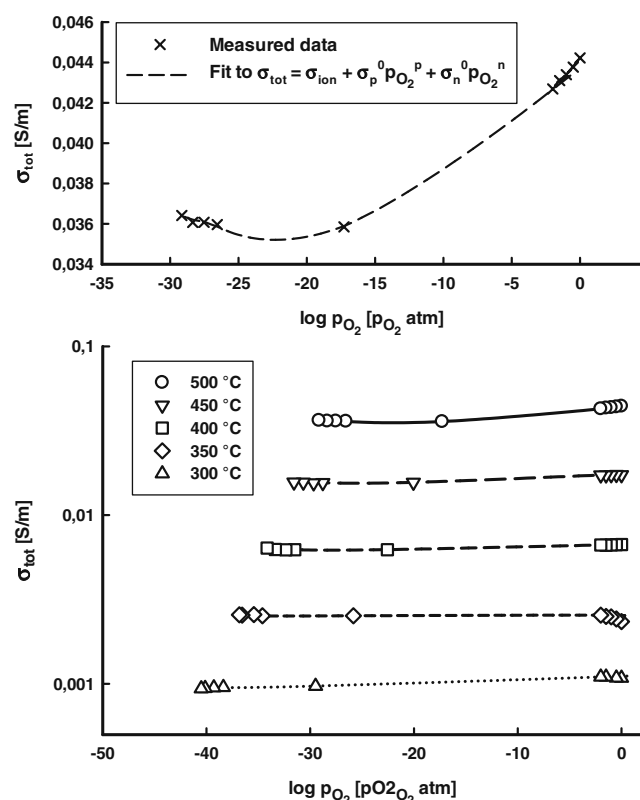 0,046
0,044
0,042
0,040
0,038
0,036
0,034
σtot [S/m]
× Measured data
Fit to σtot = σion + σp⁰pO₂ᵖ + σn⁰pO₂ⁿ
-35 -30 -25 -20 -15 -10 -5 0
log pO₂ [pO₂ atm]
0,1
0,01
0,001
σtot [S/m]
500 °C
450 °C
400 °C
350 °C
300 °C
-50 -40 -30 -20 -10 0
log pO₂ [pO2O₂ atm]